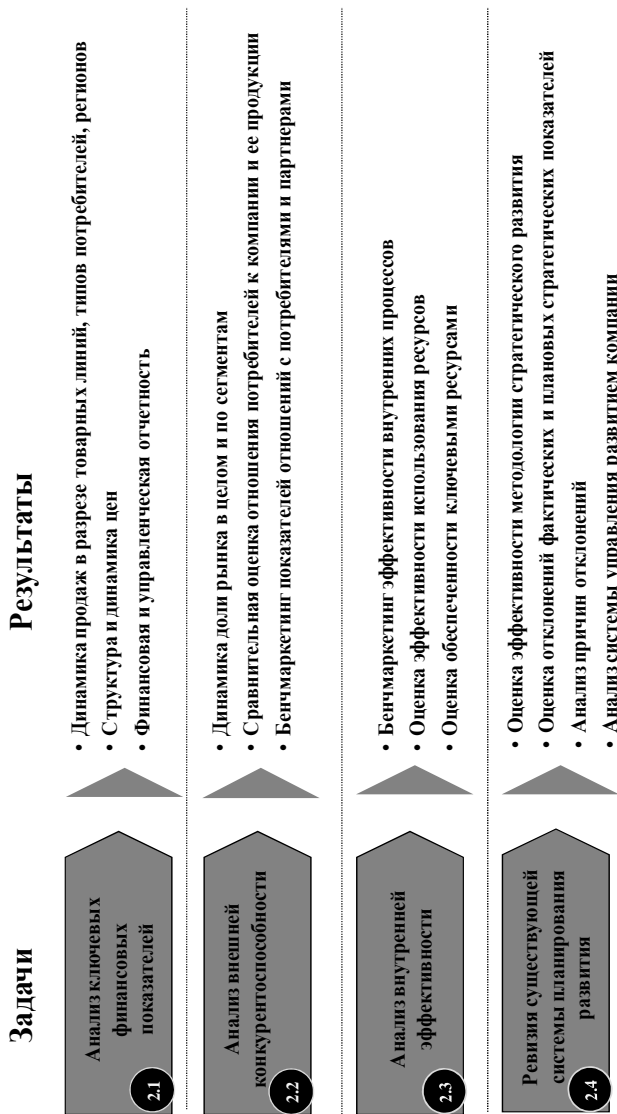 Задачи
Результаты
Анализ ключевых
финансовых
показателей
2.1
• Динамика продаж в разрезе товарных линий, типов потребителей, регионов
• Структура и динамика цен
• Финансовая и управленческая отчетность
Анализ внешней
конкурентоспособности
2.2
• Динамика доли рынка в целом и по сегментам
• Сравнительная оценка отношения потребителей к компании и ее продукции
• Бенчмаркетинг показателей отношений с потребителями и партнерами
Анализ внутренней
эффективности
2.3
• Бенчмаркетинг эффективности внутренних процессов
• Оценка эффективности использования ресурсов
• Оценка обеспеченности ключевыми ресурсами
Ревизия существующей
системы планирования
развития
2.4
• Оценка эффективности методологии стратегического развития
• Оценка отклонений фактических и плановых стратегических показателей
• Анализ причин отклонений
• Анализ системы управления развитием компании